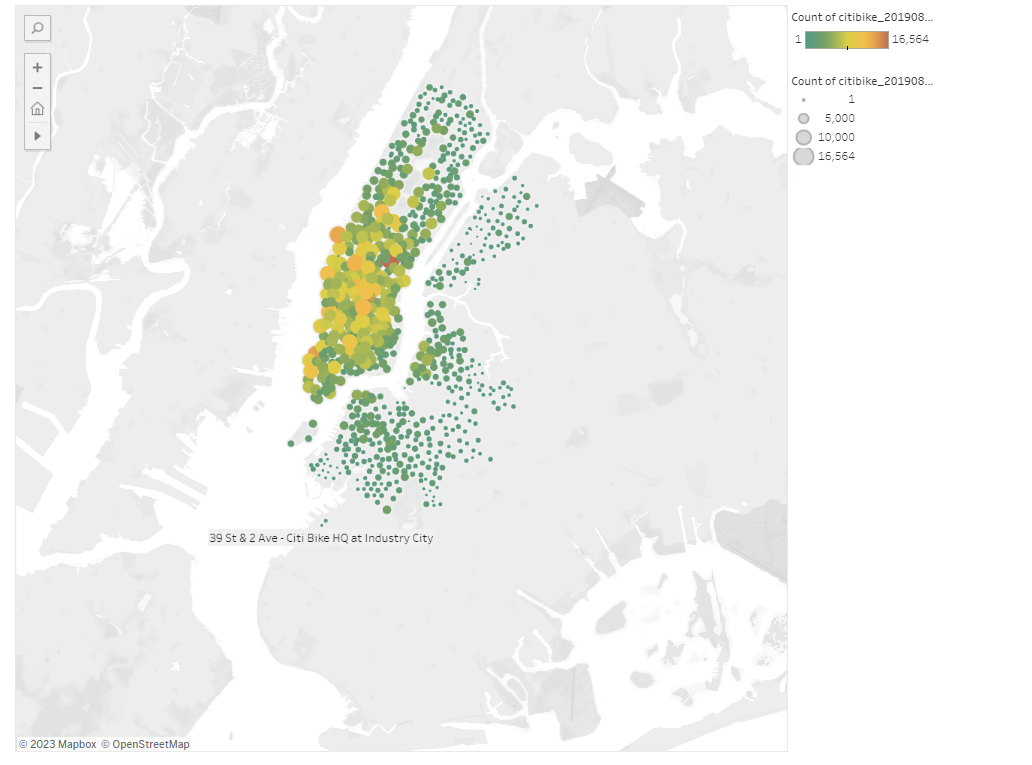 Count of citibike_201908...
1 16,564
Count of citibike_201908...
1
5,000
10,000
16,564
39 St & 2 Ave - Citi Bike HQ at Industry City
© 2023 Mapbox © OpenStreetMap